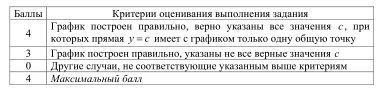 Баллы Критерии оценивания выполнения задания
4 График построен правильно, верно указаны все значения c, при
которых прямая y = c имеет с графиком только одну общую точку
3 График построен правильно, указаны не все верные значения c
0 Другие случаи, не соответствующие указанным выше критериям
4 Максимальный балл